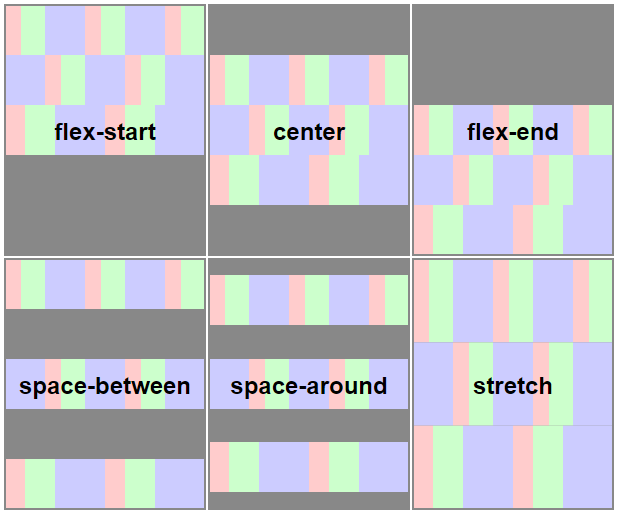 flex-start
center
flex-end
space-between
space-around
stretch